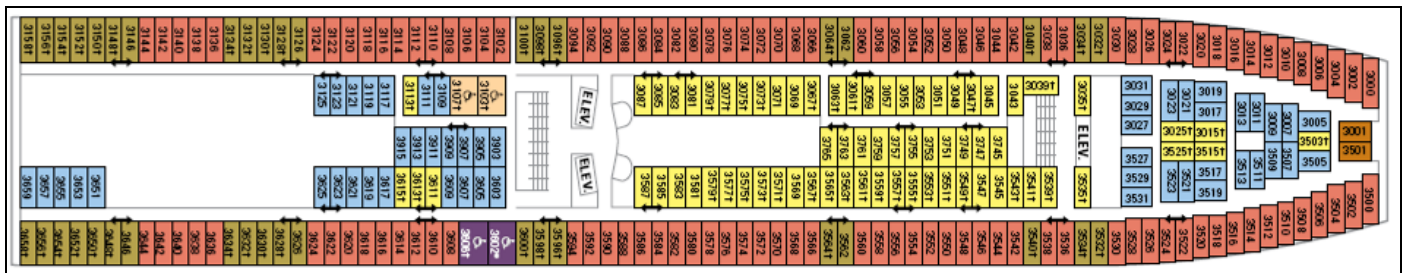 3158† 3156† 3154† 3152† 3150† 3148† 3146 3144 3142 3140 3138 3136 3134† 3132† 3130† 3128† 3126 3124 3122 3120 3118 3116 3114 3112 3110 3108 3106 3104 3102 3100† 3098† 3096† 3094 3092 3090 3088 3086 3084 3082 3080 3078 3076 3074 3072 3070 3068 3066 3064† 3062 3060 3058 3056 3054 3052 3050 3048 3046 3044 3042 3040† 3038 3036 3034† 3032† 3030 3028 3026 3024 3022 3020 3018 3016 3014 3012 3010 3008 3006 3004 3002 3000
3125 3123 3121 3119 3117 3113† 3111 3109 3107† 3103† ELEV. 3087 3085 3083 3081 3079† 3077† 3075† 3073† 3071 3069 3067† 3063† 3061† 3059 3057 3055 3053 3051 3049 3047† 3045 3043 3039† 3035† 3031 3029 3027 3023 3021 3019 3017 3013 3011 3009 3007 3005
3915 3913 3911 3909 3907 3905 3903 3765 3763 3761 3759 3757 3755 3753 3751 3749 3747 3745 ELEV. 3025† 3015† 3525† 3515† 3503† 3001 3501
3659 3657 3655 3653 3651 3625 3623 3621 3619 3617 3615† 3613† 3611 3609 3607 3605 3603 ELEV. 3587 3585 3583 3581 3579† 3577† 3575† 3573† 3571 3569 3567† 3565† 3563† 3561† 3559† 3557† 3555† 3553† 3551† 3549† 3547 3545 3543† 3541† 3539† 3535† 3527 3529 3531 3523 3521 3517 3519 3513 3511 3509 3507 3505
3658† 3656† 3654† 3652† 3650† 3648† 3646 3644 3642 3640 3638 3636 3634† 3632† 3630† 3628† 3626 3624 3622 3620 3618 3616 3614 3612 3610 3608 3606† 3602* 3600† 3598† 3596† 3594 3592 3590 3588 3586 3584 3582 3580 3578 3576 3574 3572 3570 3568 3566 3564† 3562 3560 3558 3556 3554 3552 3550 3548 3546 3544 3542 3540† 3538 3536 3534† 3532† 3530 3528 3526 3524 3522 3520 3518 3516 3514 3512 3510 3508 3506 3504 3502 3500